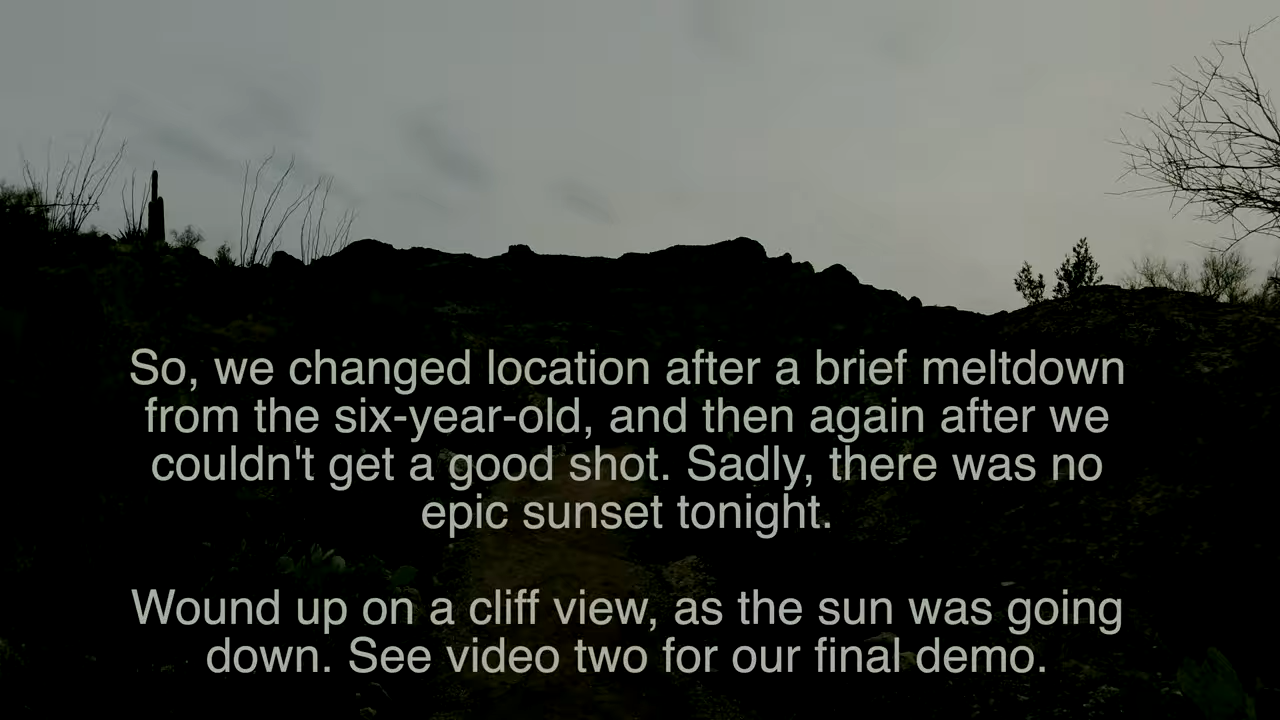 So, we changed location after a brief meltdown
from the six-year-old, and then again after we
couldn't get a good shot. Sadly, there was no
epic sunset tonight.
Wound up on a cliff view, as the sun was going
down. See video two for our final demo.